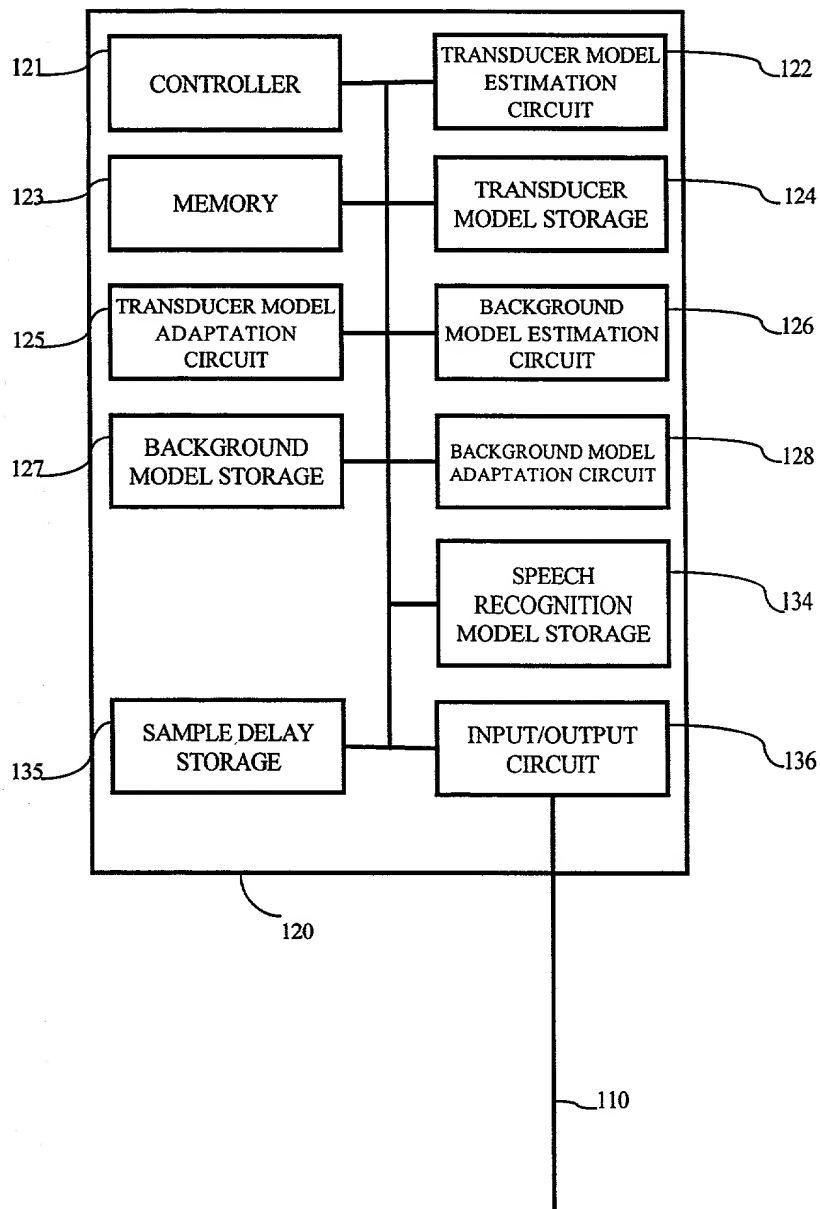 121
CONTROLLER
TRANSDUCER MODEL
ESTIMATION
CIRCUIT
122
123
MEMORY
TRANSDUCER
MODEL STORAGE
124
125
TRANSDUCER MODEL
ADAPTATION
CIRCUIT
BACKGROUND
MODEL ESTIMATION
CIRCUIT
126
127
BACKGROUND
MODEL STORAGE
BACKGROUND MODEL
ADAPTATION CIRCUIT
128
SPEECH
RECOGNITION
MODEL STORAGE
134
135
SAMPLE DELAY
STORAGE
INPUT/OUTPUT
CIRCUIT
136
120
110